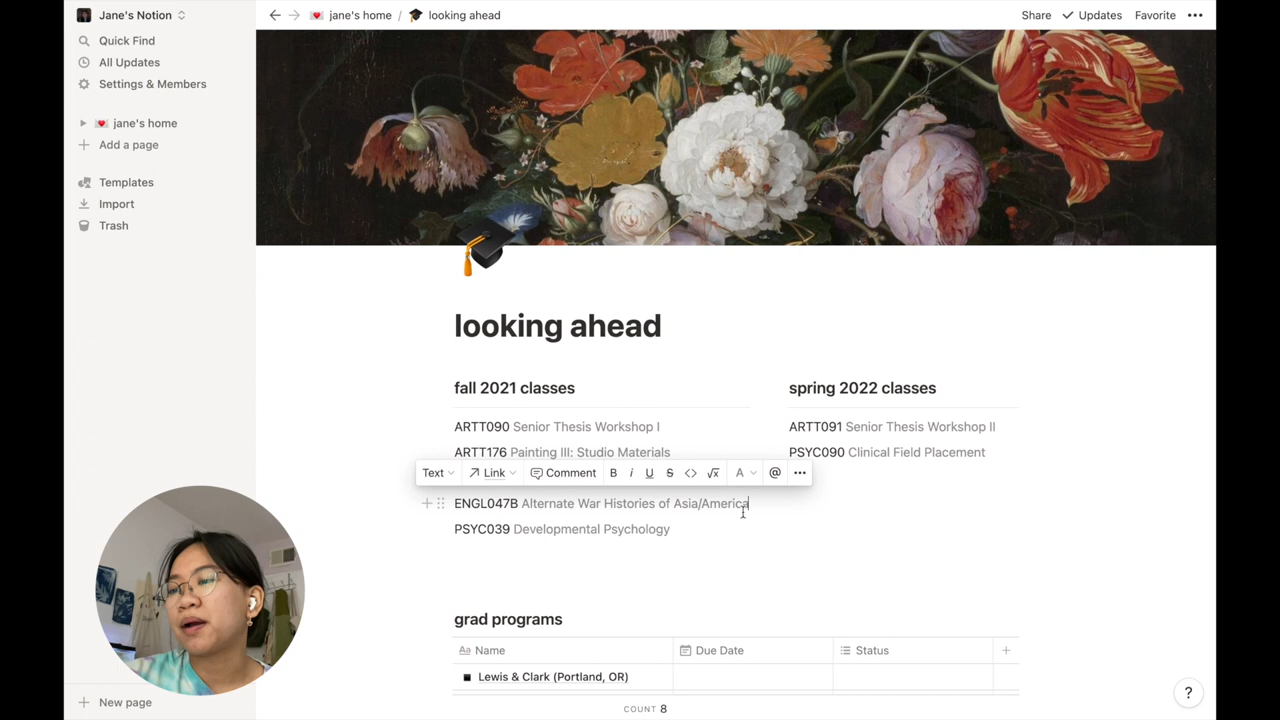 Jane's Notion
Quick Find
All Updates
Settings & Members
jane's home
Add a page
Templates
Import
Trash
New page
jane's home / looking ahead
Share Updates Favorite •••
looking ahead
fall 2021 classes
ARTT090 Senior Thesis Workshop I
ARTT176 Painting III: Studio Materials
Text Link Comment B i U S <> √x A @ •••
ENGL047B Alternate War Histories of Asia/America
PSYC039 Developmental Psychology
spring 2022 classes
ARTT091 Senior Thesis Workshop II
PSYC090 Clinical Field Placement
grad programs
Aa Name Due Date Status +
Lewis & Clark (Portland, OR)
COUNT 8
?